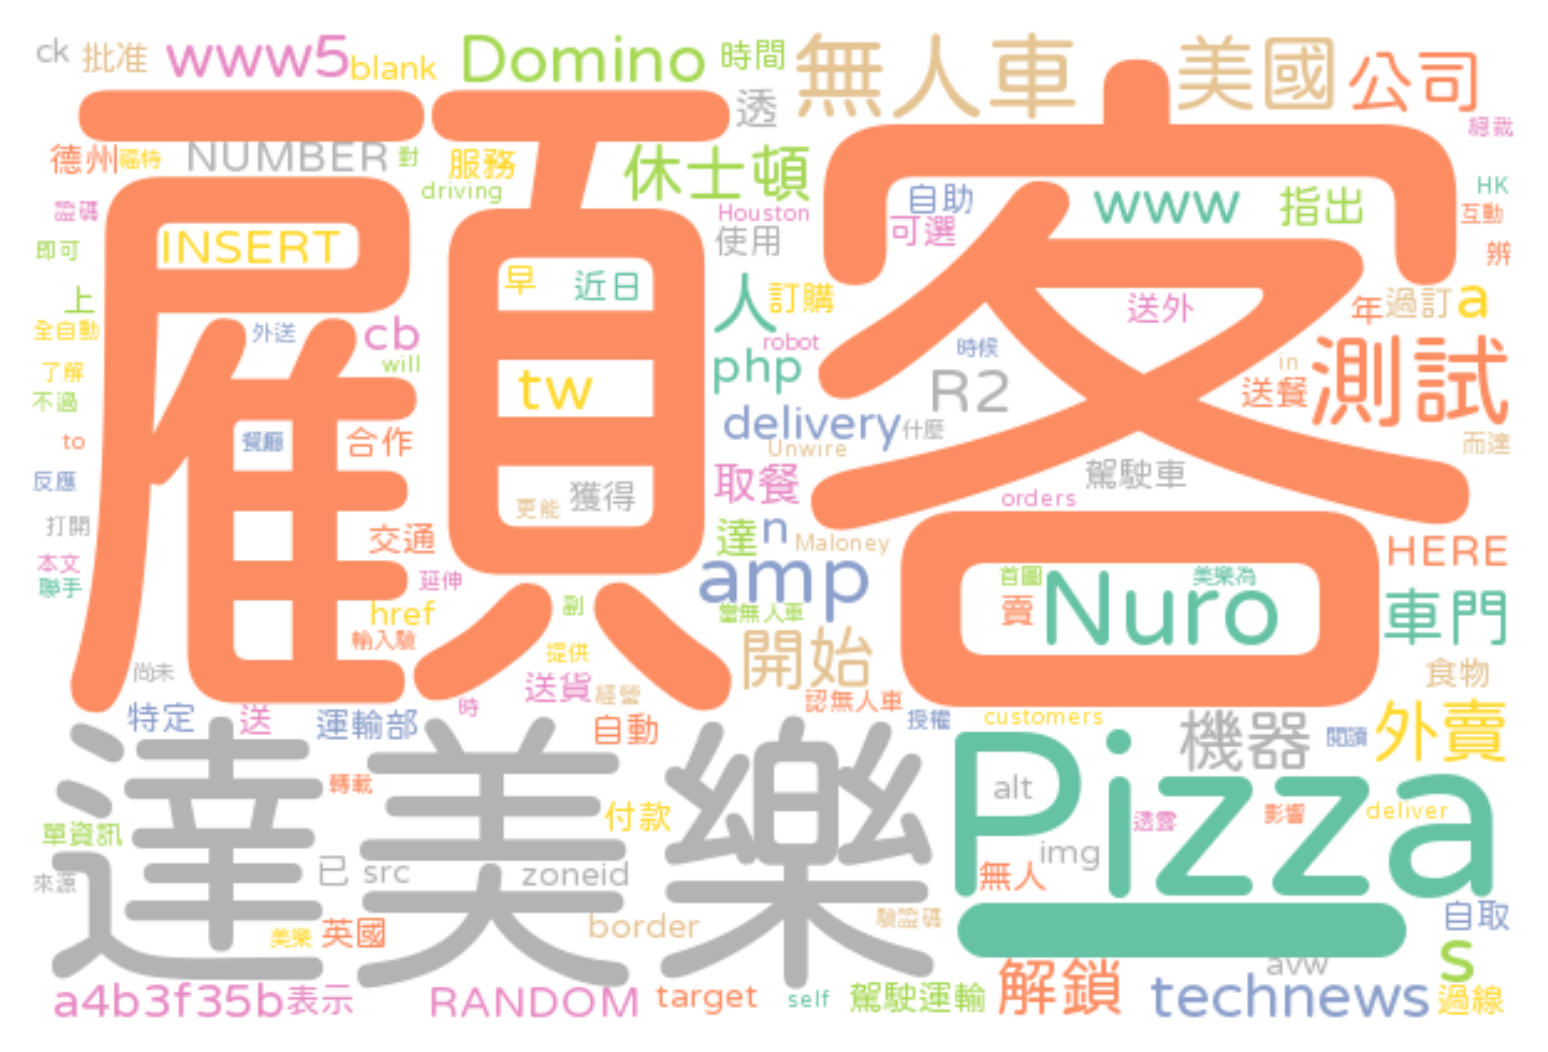 ck 批准 www5 blank Domino 時間 無人車 美國 公司
透 總裁
德州 福特 NUMBER 對 服務 休士頓
driving 自助 www 指出 HK
證碼 Houston 可選 互動
即可 INSERT 使用 辨
顧客
上 早 近日 人 訂購 送外 年 過訂 a
全自動 外送 cb robot 時候 測試
了解 will php in
不過 tw R2 送餐
to 餐廳 合作 delivery 什麼 而達
Unwire
反應 更能 獲得 取餐 orders 駕駛車
打開 交通 達 n Maloney HERE
本文 延伸 amp 首圖 美樂為
聯手 href 副 當無人車 賣 Nuro 車門
輸入驗 提供 開始
尚未 送貨 經營 認無人車 食物
特定 送 運輸部 時 自動 授權 customers 機器 閱讀 外賣
達美樂 Pizza一
轉載 付款 alt 透露 影響 deliver
單資訊 img
來源 已 src zoneid 無人
美樂 英國 border 驗證碼 自取
avw s
a4b3f35b 表示 RANDOM target self 駕駛運輸 解鎖 technews 過線